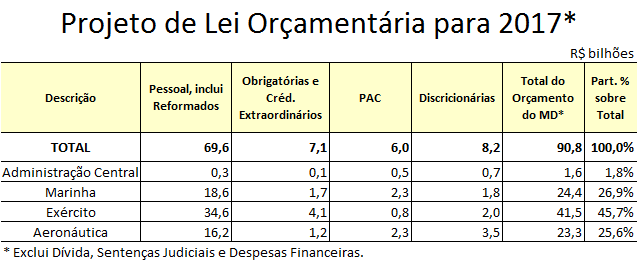 Projeto de Lei Orçamentária para 2017*
R$ bilhões
Descrição Pessoal, inclui Reformados Obrigatórias e Créd. Extraordinários PAC Discricionárias Total do Orçamento do MD* Part. % sobre Total
TOTAL 69,6 7,1 6,0 8,2 90,8 100,0%
Administração Central 0,3 0,1 0,5 0,7 1,6 1,8%
Marinha 18,6 1,7 2,3 1,8 24,4 26,9%
Exército 34,6 4,1 0,8 2,0 41,5 45,7%
Aeronáutica 16,2 1,2 2,3 3,5 23,3 25,6%
* Exclui Dívida, Sentenças Judiciais e Despesas Financeiras.